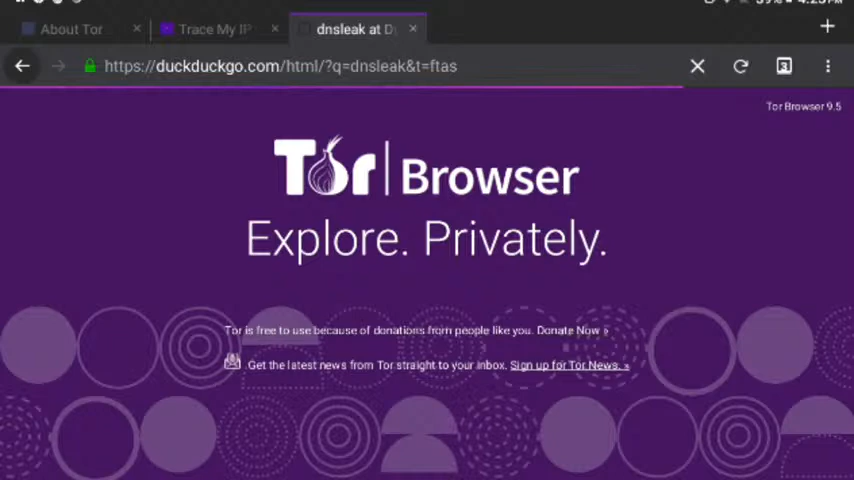 About Tor
Trace My IP
dnsleak at D
https://duckduckgo.com/html/?q=dnsleak&t=ftas
3
Tor Browser 9.5
Tor Browser
Explore. Privately.
Tor is free to use because of donations from people like you. Donate Now »
Get the latest news from Tor straight to your inbox. Sign up for Tor News. »